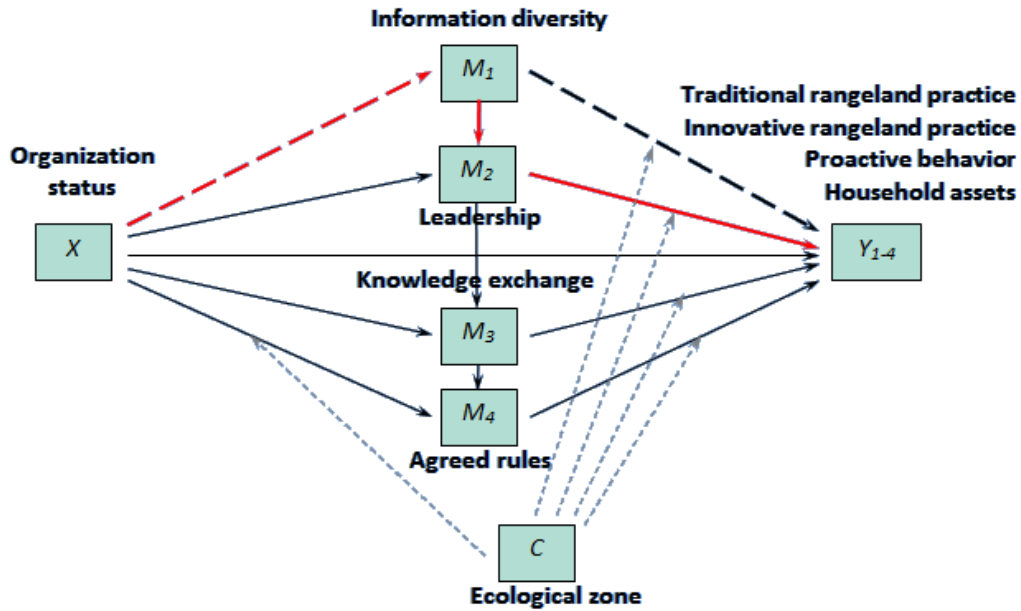 Information diversity
M1
Traditional rangeland practice
Innovative rangeland practice
Proactive behavior
Household assets
Organization
status
M2
Leadership
X
Y1-4
Knowledge exchange
M3
M4
Agreed rules
C
Ecological zone